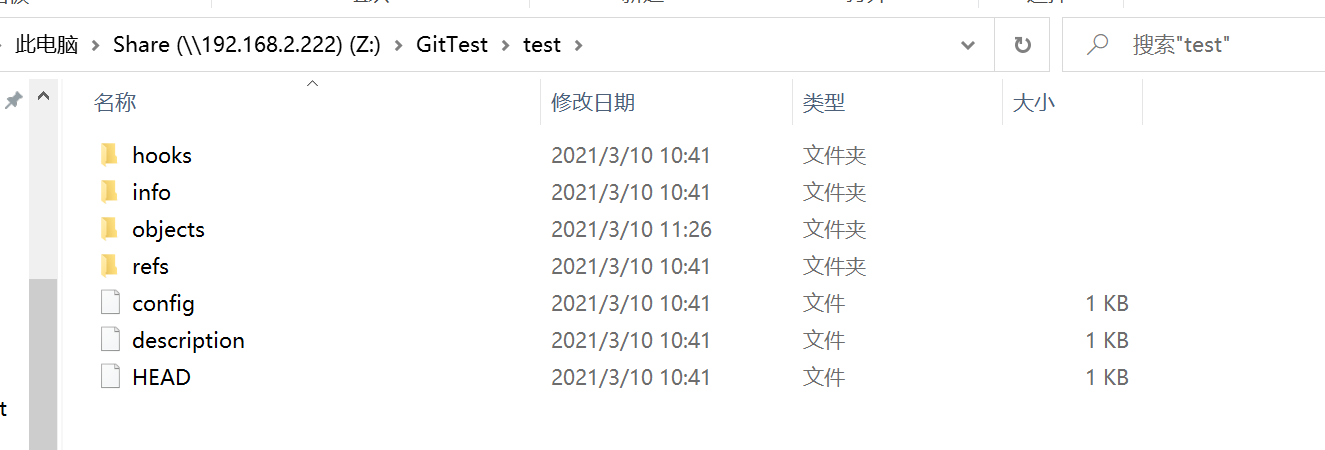 此电脑 > Share (\\192.168.2.222) (Z:) > GitTest > test >
搜索"test"
名称 修改日期 类型 大小
hooks 2021/3/10 10:41 文件夹
info 2021/3/10 10:41 文件夹
objects 2021/3/10 11:26 文件夹
refs 2021/3/10 10:41 文件夹
config 2021/3/10 10:41 文件 1 KB
description 2021/3/10 10:41 文件 1 KB
HEAD 2021/3/10 10:41 文件 1 KB
t